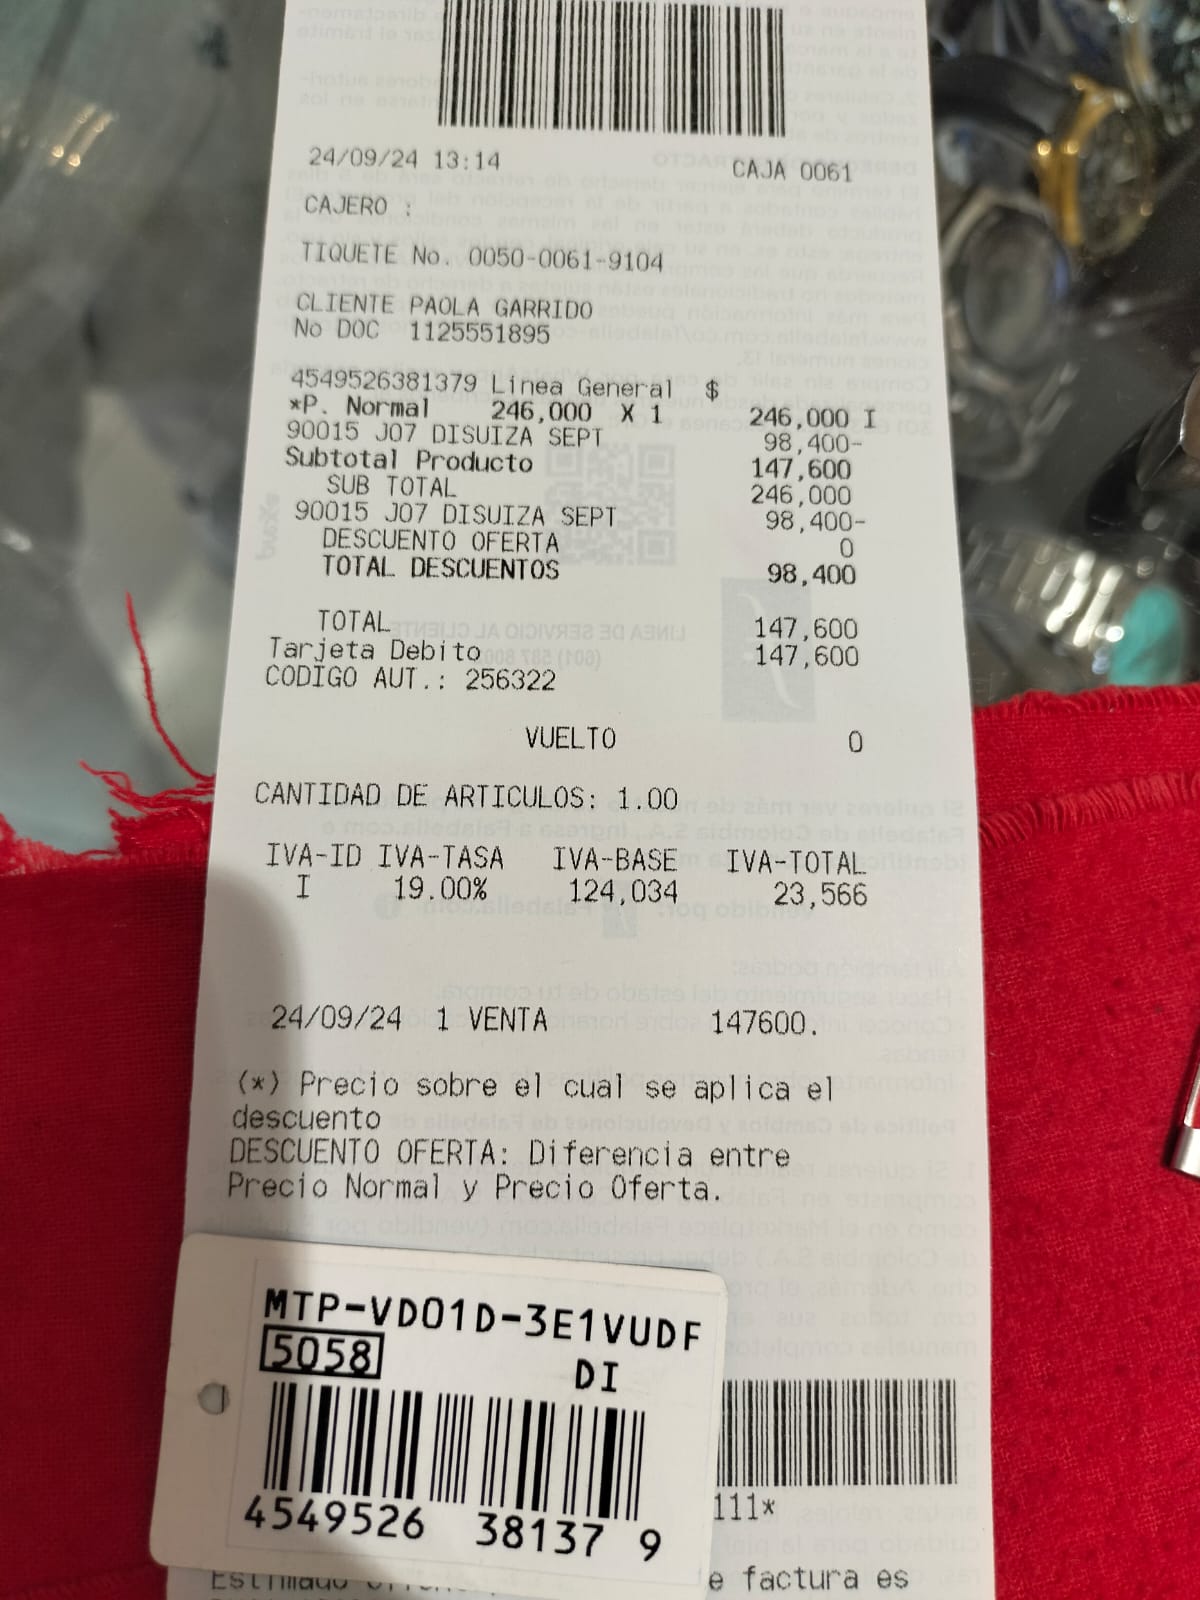 24/09/24 13:14 CAJA 0061
CAJERO :
TIQUETE No. 0050-0061-9104
CLIENTE PAOLA GARRIDO
No DOC 1125551895
4549526381379 Linea General $
*P. Normal 246,000 X 1 246,000 I
90015 J07 DISUIZA SEPT 98,400-
Subtotal Producto 147,600
SUB TOTAL 246,000
90015 J07 DISUIZA SEPT 98,400-
DESCUENTO OFERTA 0
TOTAL DESCUENTOS 98,400
TOTAL 147,600
Tarjeta Debito 147,600
CODIGO AUT.: 256322
VUELTO 0
CANTIDAD DE ARTICULOS: 1.00
IVA-ID IVA-TASA IVA-BASE IVA-TOTAL
I 19.00% 124,034 23,566
24/09/24 1 VENTA 147600.
(*) Precio sobre el cual se aplica el
descuento
DESCUENTO OFERTA: Diferencia entre
Precio Normal y Precio Oferta.
MTP-VD01D-3E1VUDF
5058 DI
4549526 38137 9
111*
factura es